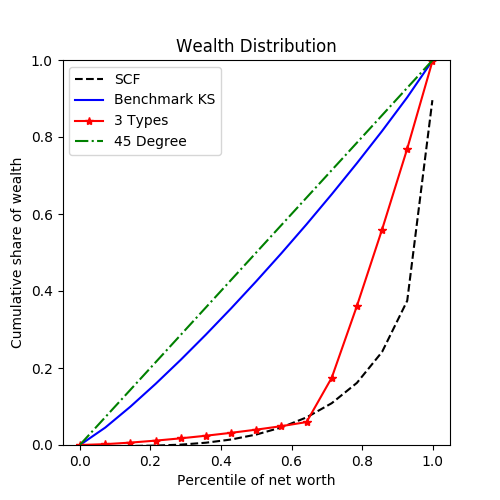 Wealth Distribution
SCF
Benchmark KS
3 Types
45 Degree
Cumulative share of wealth
1.0
0.8
0.6
0.4
0.2
0.0
0.0 0.2 0.4 0.6 0.8 1.0
Percentile of net worth